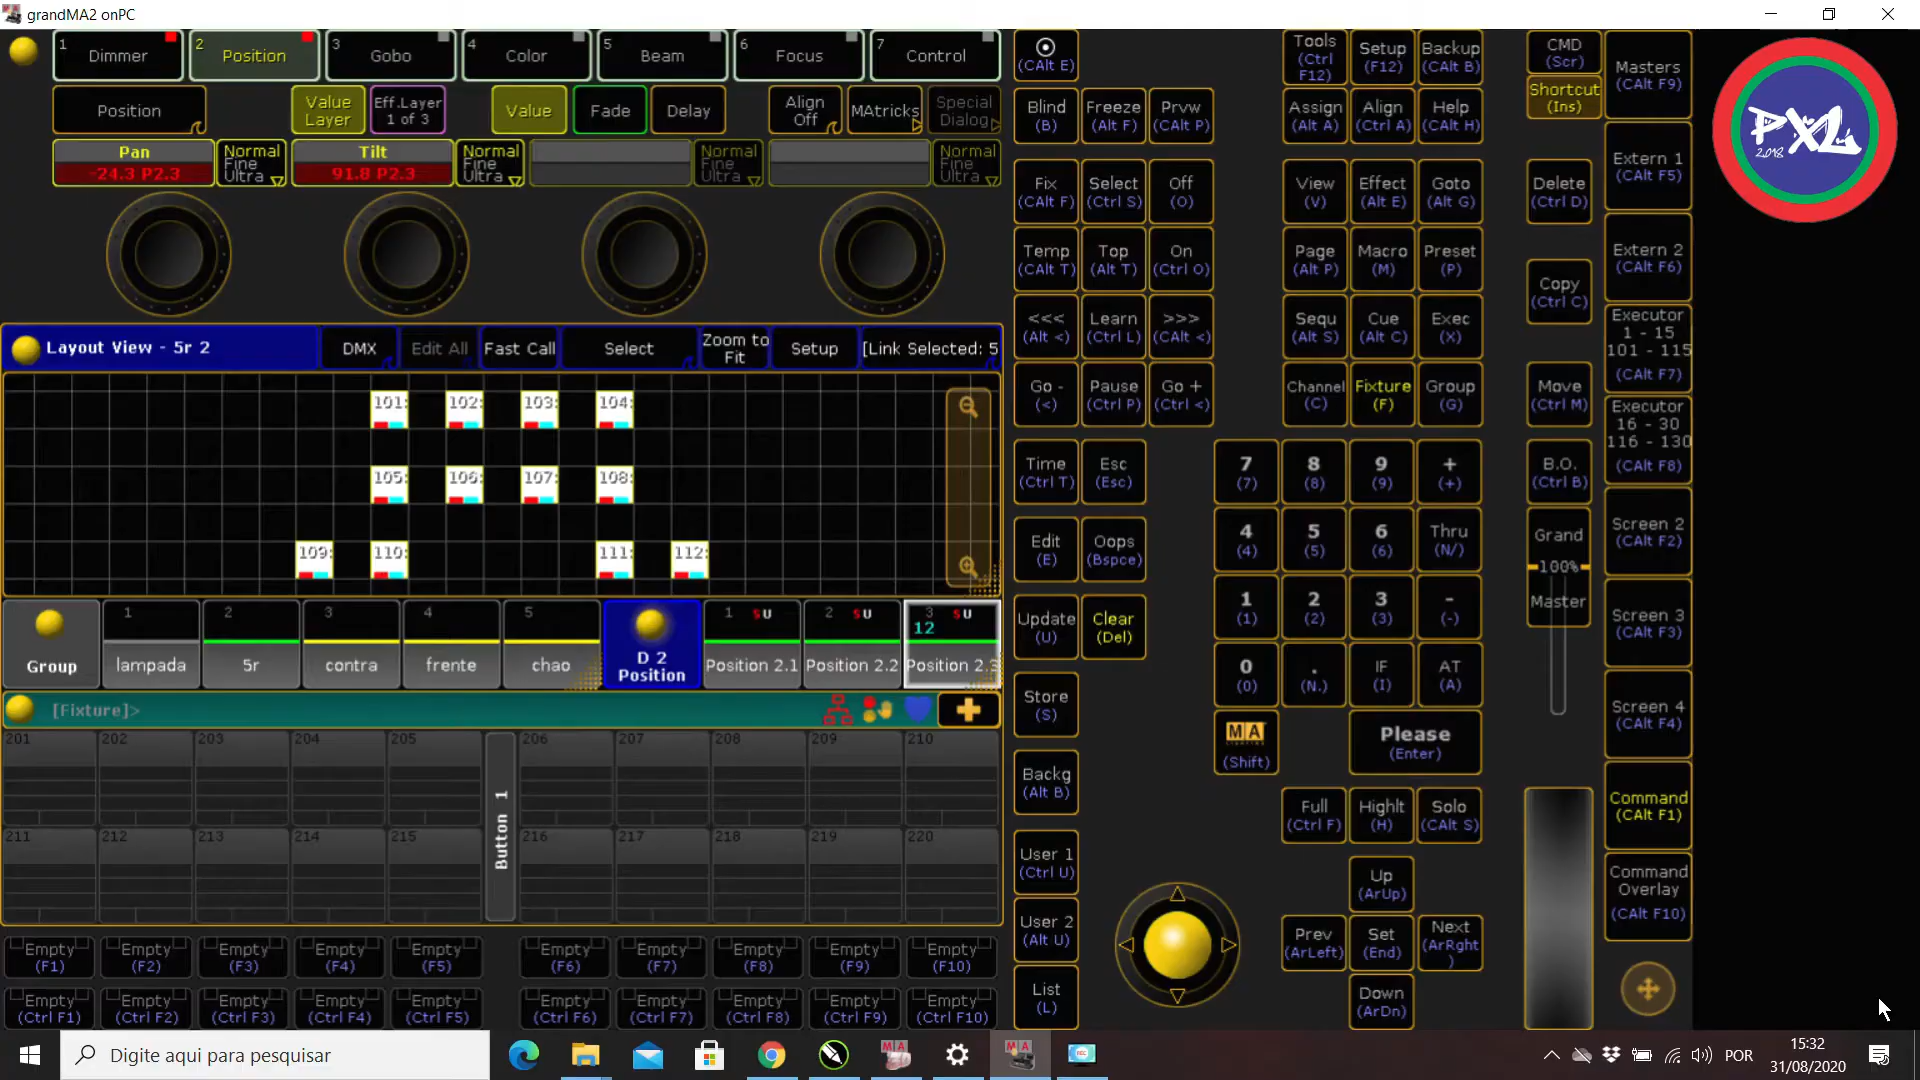 grandMA2 onPC
1 Dimmer
2 Position
3 Gobo
4 Color
5 Beam
6 Focus
7 Control
Position
Value Layer
Eff.Layer 1 of 3
Value
Fade
Delay
Align Off
MAtricks
Special Dialog
Pan
-24.3 P2.3
Normal Fine Ultra
Tilt
91.8 P2.3
Normal Fine Ultra
Normal Fine Ultra
Normal Fine Ultra
Layout View - 5r 2
DMX
Edit All
Fast Call
Select
Zoom to Fit
Setup
[Link Selected: 5
101:
102:
103:
104:
105:
106:
107:
108:
109:
110:
111:
112:
Group
1 lampada
2 5r
3 contra
4 frente
5 chao
D 2 Position
1 SU Position 2.1
2 SU Position 2.2
3 SU 12 Position 2.3
[Fixture]>
201 202 203 204 205
206 207 208 209 210
211 212 213 214 215
216 217 218 219 220
Button 1
Empty (F1)
Empty (F2)
Empty (F3)
Empty (F4)
Empty (F5)
Empty (F6)
Empty (F7)
Empty (F8)
Empty (F9)
Empty (F10)
Empty (Ctrl F1)
Empty (Ctrl F2)
Empty (Ctrl F3)
Empty (Ctrl F4)
Empty (Ctrl F5)
Empty (Ctrl F6)
Empty (Ctrl F7)
Empty (Ctrl F8)
Empty (Ctrl F9)
Empty (Ctrl F10)
(CAlt E)
Blind (B)
Freeze (Alt F)
Prvw (CAlt P)
Fix (CAlt F)
Select (Ctrl S)
Off (O)
Temp (CAlt T)
Top (Alt T)
On (Ctrl O)
<<< (Alt <)
Learn (Ctrl L)
>>> (CAlt <)
Go - (<)
Pause (Ctrl P)
Go + (Ctrl <)
Time (Ctrl T)
Esc (Esc)
Edit (E)
Oops (Bspce)
Update (U)
Clear (Del)
Store (S)
Backg (Alt B)
User 1 (Ctrl U)
User 2 (Alt U)
List (L)
Tools (Ctrl F12)
Setup (F12)
Backup (CAlt B)
Assign (Alt A)
Align (Ctrl A)
Help (CAlt H)
View (V)
Effect (Alt E)
Goto (Alt G)
Page (Alt P)
Macro (M)
Preset (P)
Sequ (Alt S)
Cue (Alt C)
Exec (X)
Channel (C)
Fixture (F)
Group (G)
7 (7)
8 (8)
9 (9)
+ (+)
4 (4)
5 (5)
6 (6)
Thru (N/)
1 (1)
2 (2)
3 (3)
- (-)
0 (0)
. (N.)
IF (I)
AT (A)
MA (Shift)
Please (Enter)
Full (Ctrl F)
Highlt (H)
Solo (CAlt S)
Up (ArUp)
Prev (ArLeft)
Set (End)
Next (ArRght)
Down (ArDn)
CMD (Scr)
Shortcut (Ins)
Delete (Ctrl D)
Copy (Ctrl C)
Move (Ctrl M)
B.O. (Ctrl B)
Grand
100%
Master
Masters (CAlt F9)
Extern 1 (CAlt F5)
Extern 2 (CAlt F6)
Executor 1 - 15 101 - 115 (CAlt F7)
Executor 16 - 30 116 - 130 (CAlt F8)
Screen 2 (CAlt F2)
Screen 3 (CAlt F3)
Screen 4 (CAlt F4)
Command (CAlt F1)
Command Overlay (CAlt F10)
PXL
2018
Digite aqui para pesquisar
POR
15:32
31/08/2020